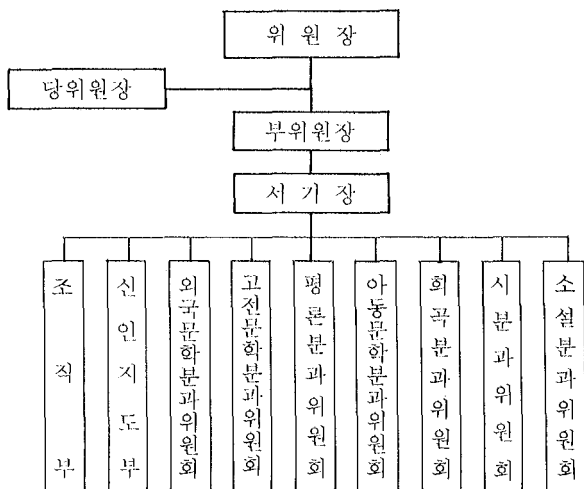 위원장
당위원장
부위원장
서기장
조직부
신인지도부
외국문학분과위원회
고전문학분과위원회
평론분과위원회
아동문학분과위원회
희곡분과위원회
시분과위원회
소설분과위원회